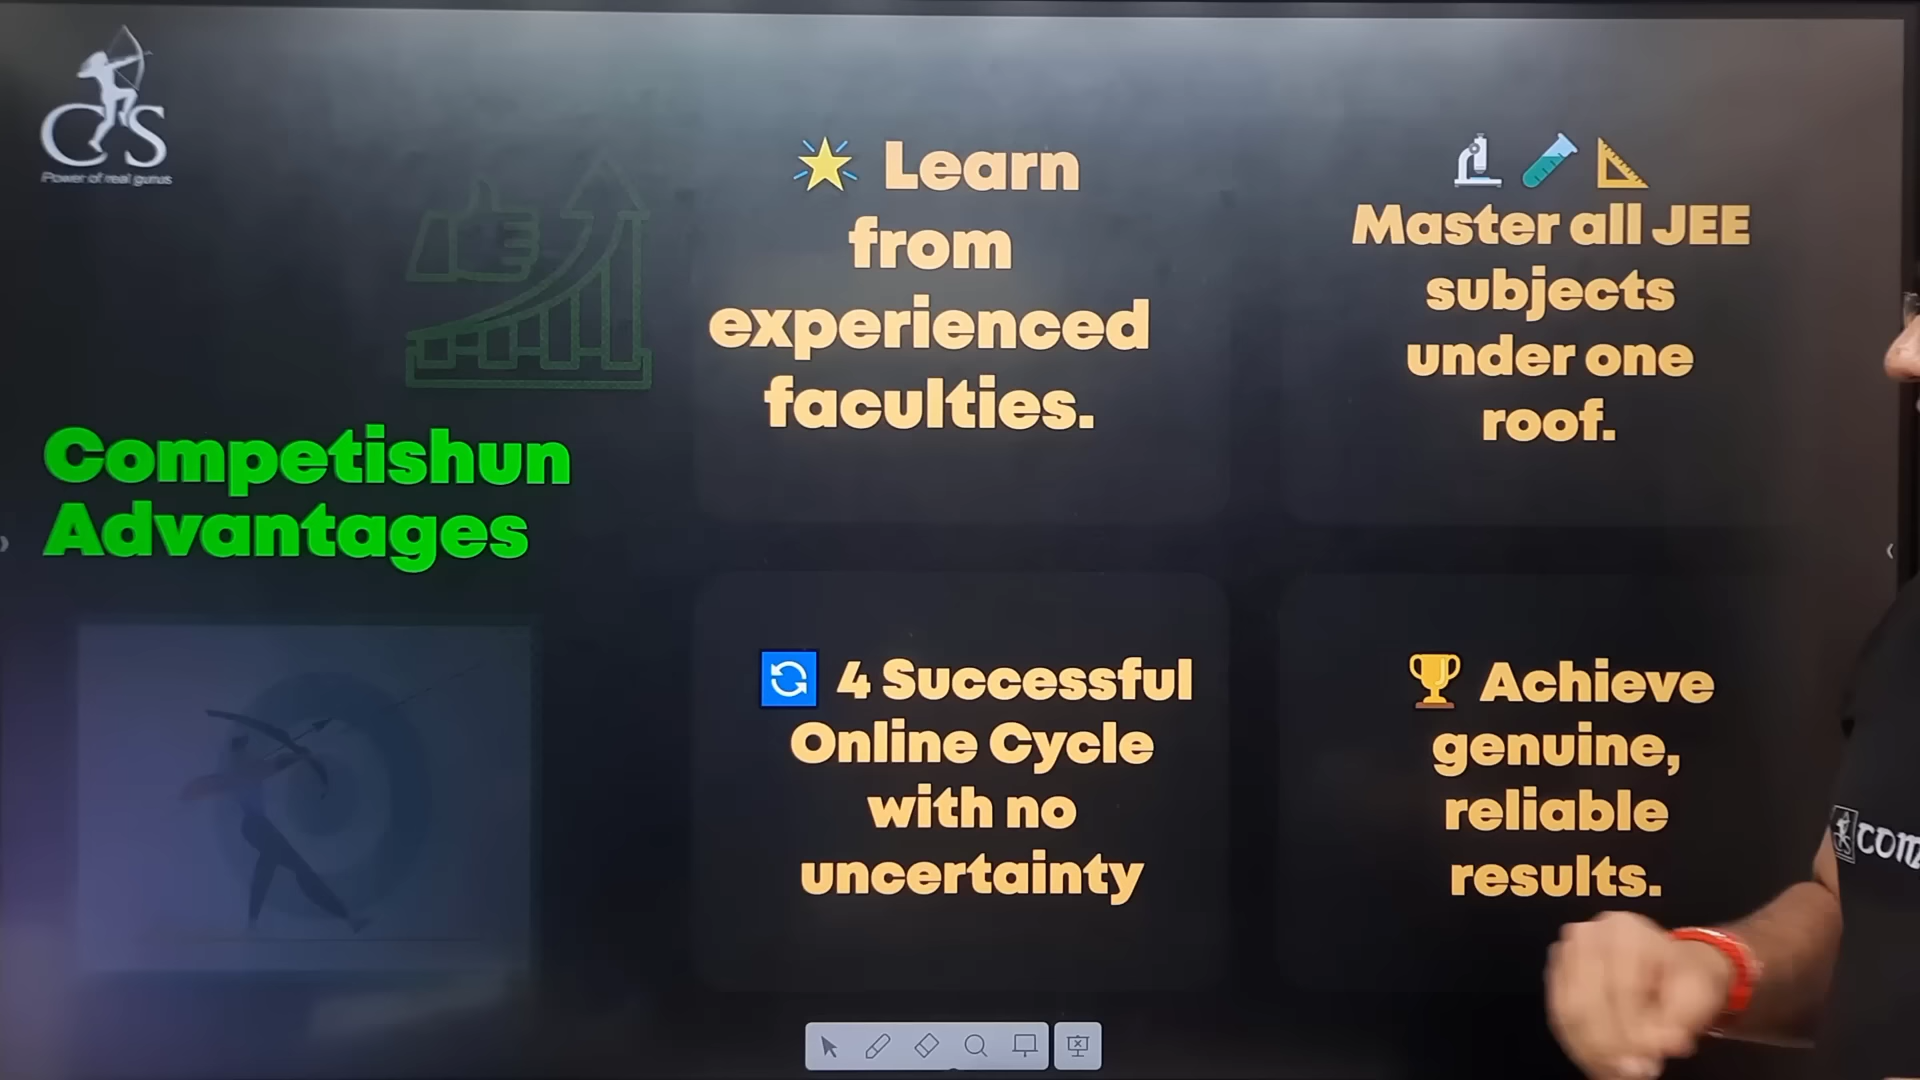 CS
Power of real gurus
Competishun
Advantages
Learn
from
experienced
faculties.
Master all JEE
subjects
under one
roof.
4 Successful
Online Cycle
with no
uncertainty
Achieve
genuine,
reliable
results.